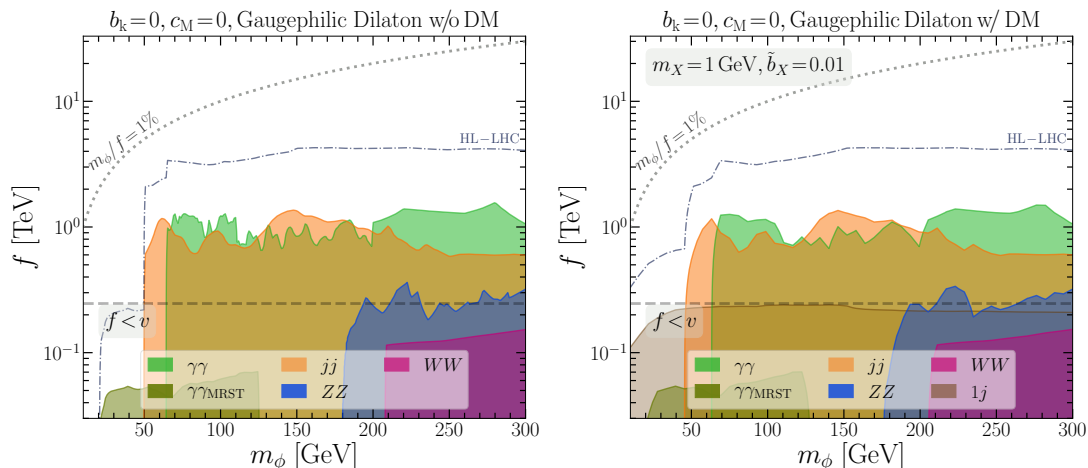 b_k=0, c_M=0, Gaugephilic Dilaton w/o DM
10^1
10^0
10^{-1}
f [TeV]
m_ϕ/f=1%
HL−LHC
f<v
γγ
jj
WW
γγ_MRST
ZZ
50
100
150
200
250
300
m_ϕ [GeV]
b_k=0, c_M=0, Gaugephilic Dilaton w/ DM
m_X=1 GeV, b̃_X=0.01
10^1
10^0
10^{-1}
f [TeV]
m_ϕ/f=1%
HL−LHC
f<v
γγ
jj
WW
γγ_MRST
ZZ
1j
50
100
150
200
250
300
m_ϕ [GeV]